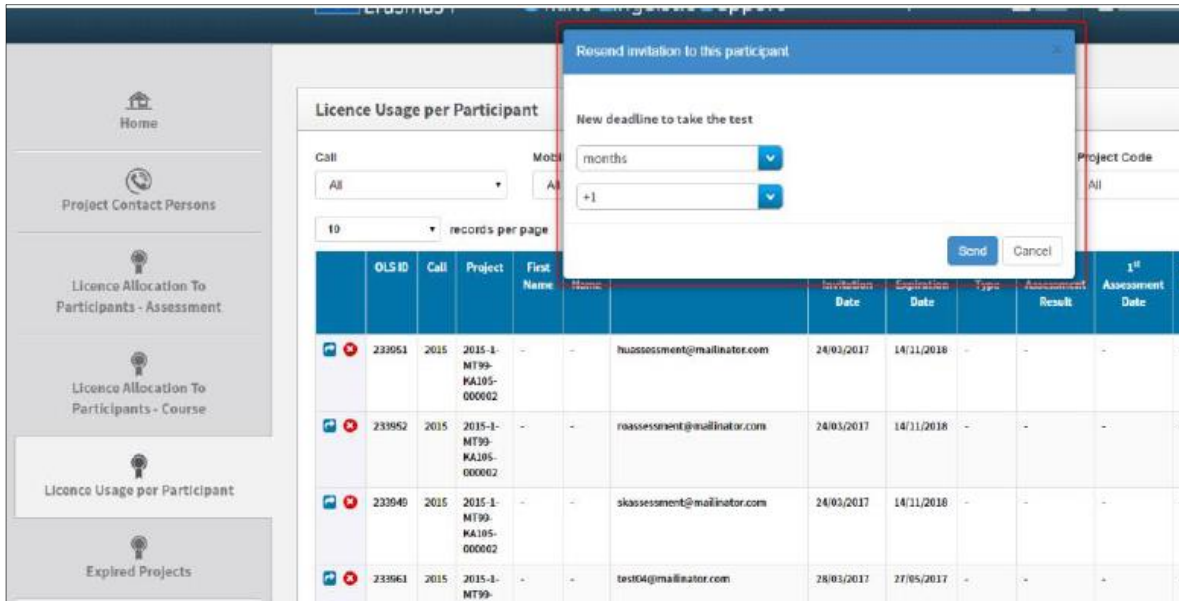 Erasmus+
Resend invitation to this participant
Home
Licence Usage per Participant
New deadline to take the test
Call
Project Code
All
months
All
Project Contact Persons
+1
10
records per page
Send
Cancel
OLS ID
Call
Project
First
Name
Name
Invitation
Date
Expiration
Date
Type
Assessment
Result
1st
Assessment
Date
Licence Allocation To
Participants - Assessment
233951
2015
2015-1-
MT99-
KA105-
000002
-
-
huassessment@mailinator.com
24/03/2017
14/11/2018
-
-
-
Licence Allocation To
Participants - Course
233952
2015
2015-1-
MT99-
KA105-
000002
-
-
roassessment@mailinator.com
24/03/2017
14/11/2018
-
-
-
Licence Usage per Participant
233949
2015
2015-1-
MT99-
KA105-
000002
-
-
skassessment@mailinator.com
24/03/2017
14/11/2018
-
-
-
Expired Projects
233961
2015
2015-1-
MT99-
-
-
test04@mailinator.com
28/03/2017
27/05/2017
-
-
-